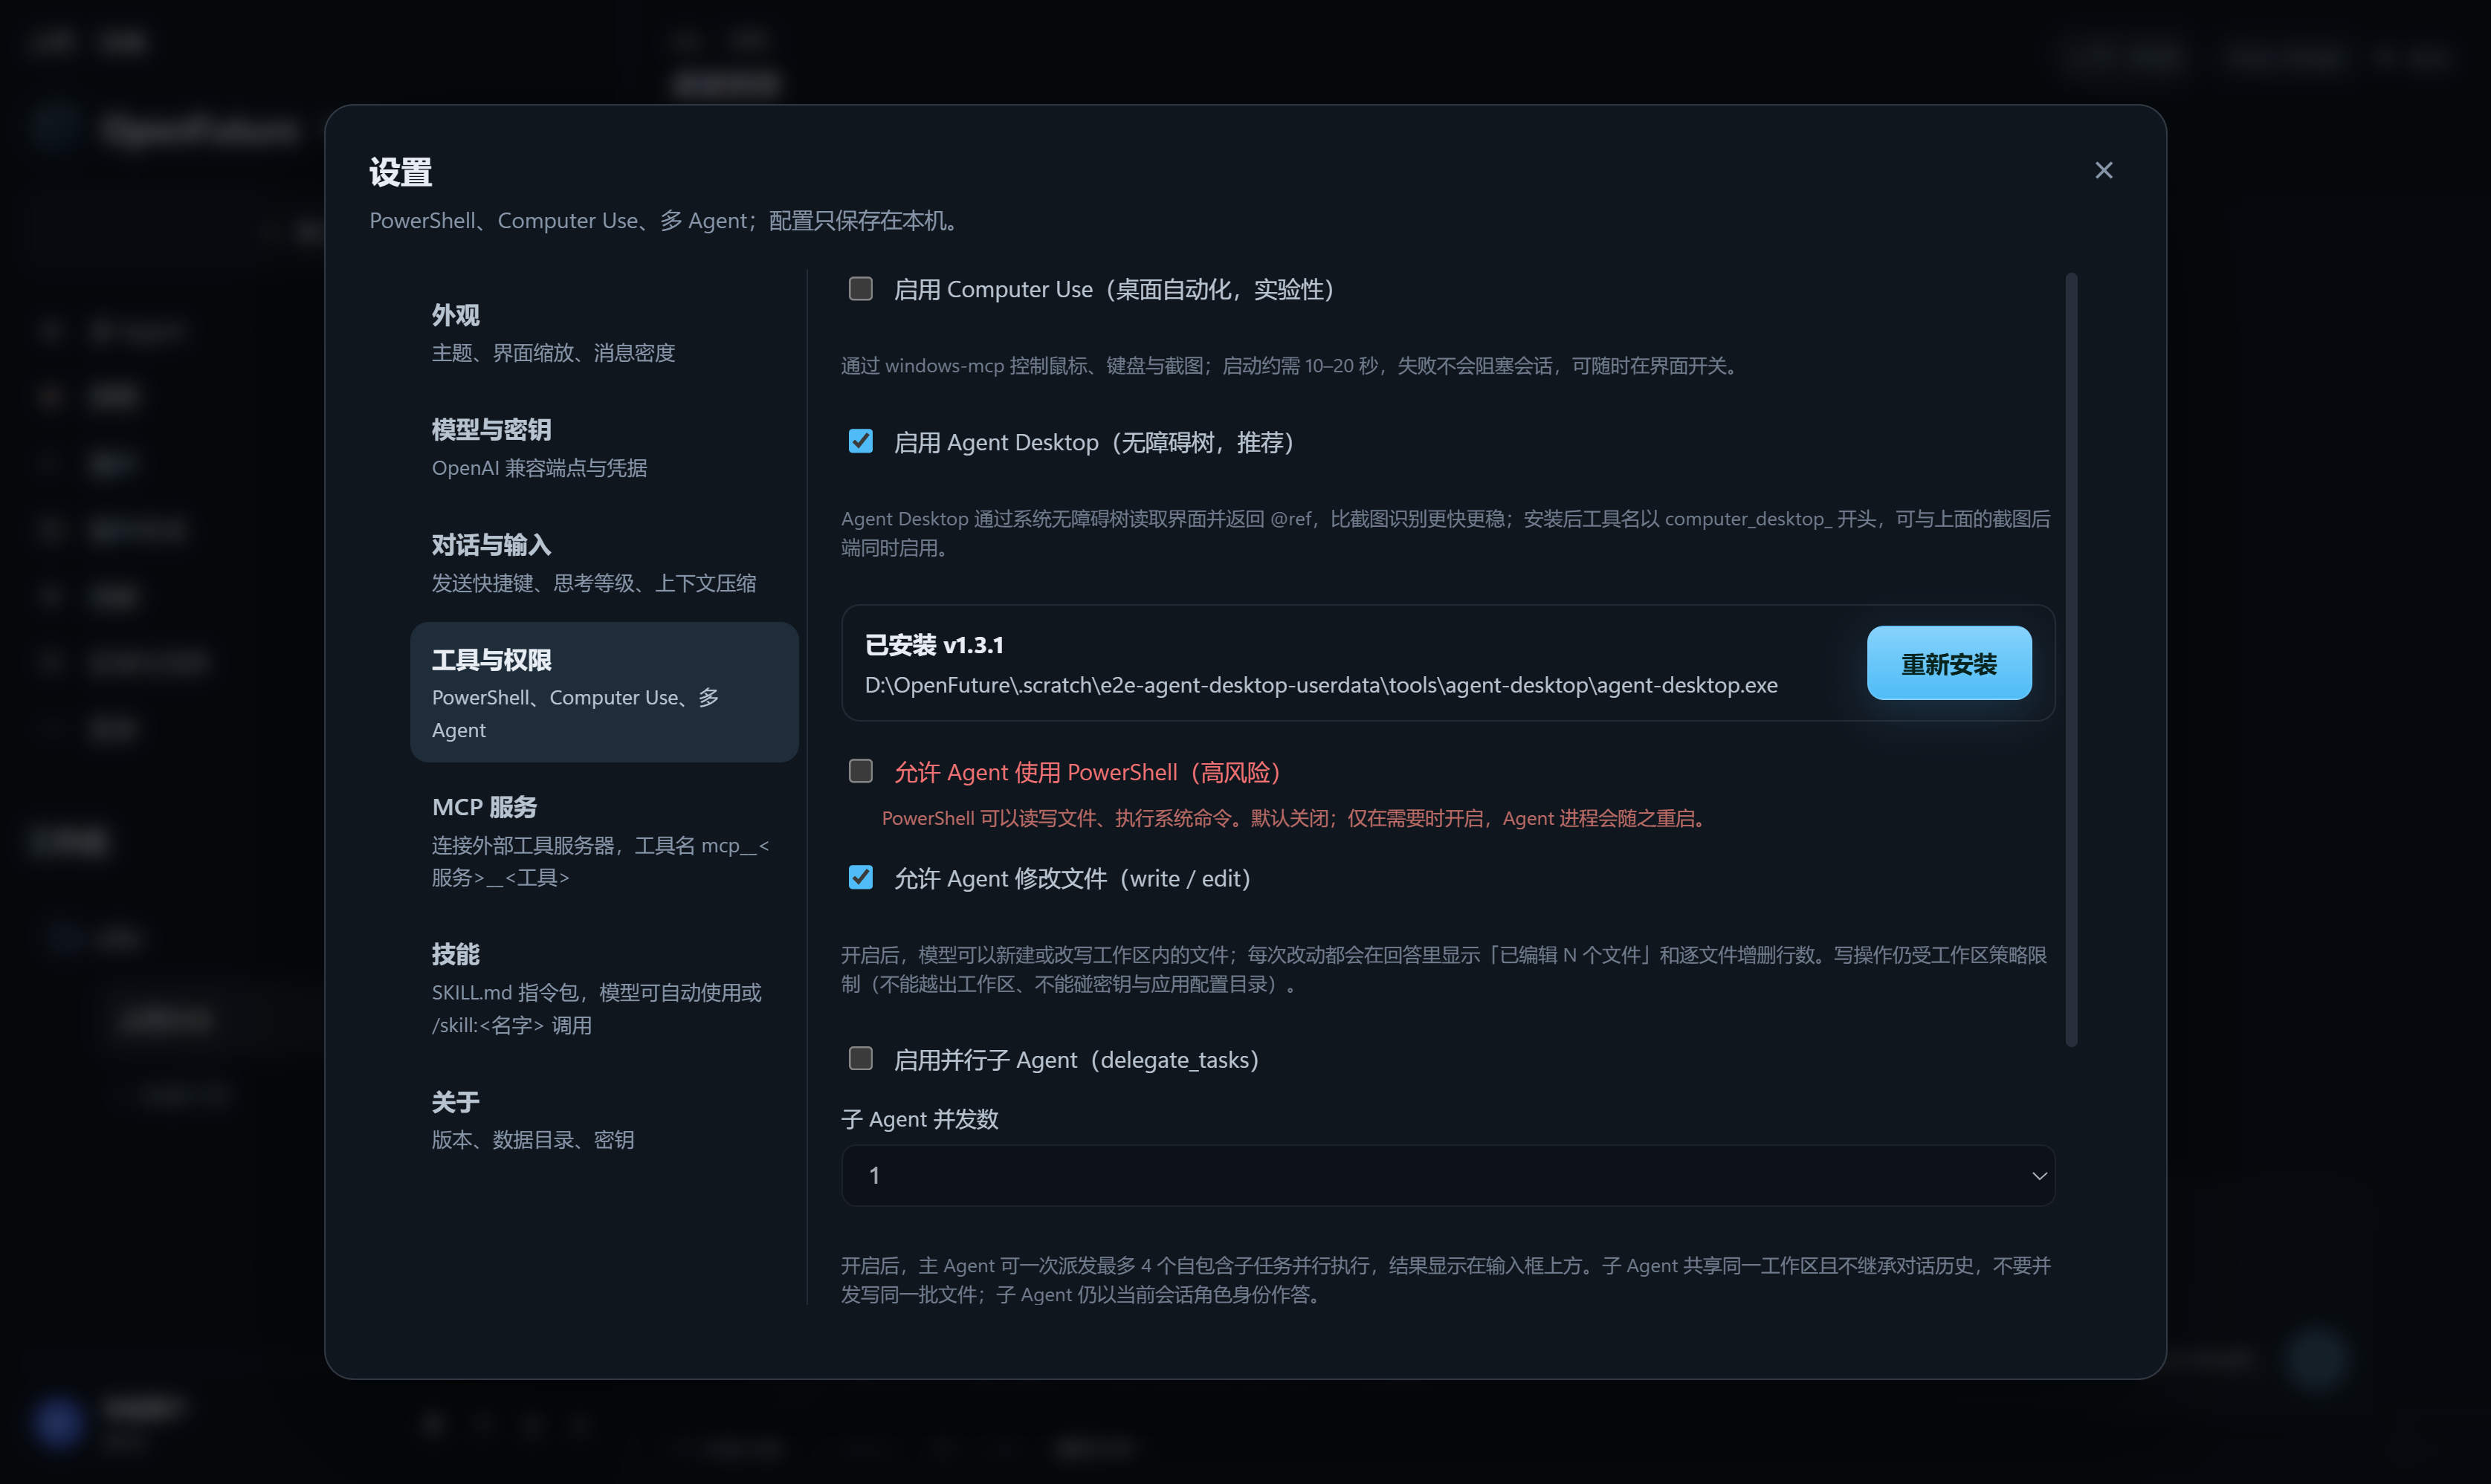 OpenFuture
设置
PowerShell、Computer Use、多 Agent；配置只保存在本机。
外观
主题、界面缩放、消息密度
模型与密钥
OpenAI 兼容端点与凭据
对话与输入
发送快捷键、思考等级、上下文压缩
工具与权限
PowerShell、Computer Use、多
Agent
MCP 服务
连接外部工具服务器，工具名 mcp__<
服务>__<工具>
技能
SKILL.md 指令包，模型可自动使用或
/skill:<名字> 调用
关于
版本、数据目录、密钥
启用 Computer Use（桌面自动化，实验性）
通过 windows-mcp 控制鼠标、键盘与截图；启动约需 10–20 秒，失败不会阻塞会话，可随时在界面开关。
启用 Agent Desktop（无障碍树，推荐）
Agent Desktop 通过系统无障碍树读取界面并返回 @ref，比截图识别更快更稳；安装后工具名以 computer_desktop_ 开头，可与上面的截图后
端同时启用。
已安装 v1.3.1
D:\OpenFuture\.scratch\e2e-agent-desktop-userdata\tools\agent-desktop\agent-desktop.exe
重新安装
允许 Agent 使用 PowerShell（高风险）
PowerShell 可以读写文件、执行系统命令。默认关闭；仅在需要时开启，Agent 进程会随之重启。
允许 Agent 修改文件（write / edit）
开启后，模型可以新建或改写工作区内的文件；每次改动都会在回答里显示「已编辑 N 个文件」和逐文件增删行数。写操作仍受工作区策略限
制（不能越出工作区、不能碰密钥与应用配置目录）。
启用并行子 Agent（delegate_tasks）
子 Agent 并发数
1
开启后，主 Agent 可一次派发最多 4 个自包含子任务并行执行，结果显示在输入框上方。子 Agent 共享同一工作区且不继承对话历史，不要并
发写同一批文件；子 Agent 仍以当前会话角色身份作答。